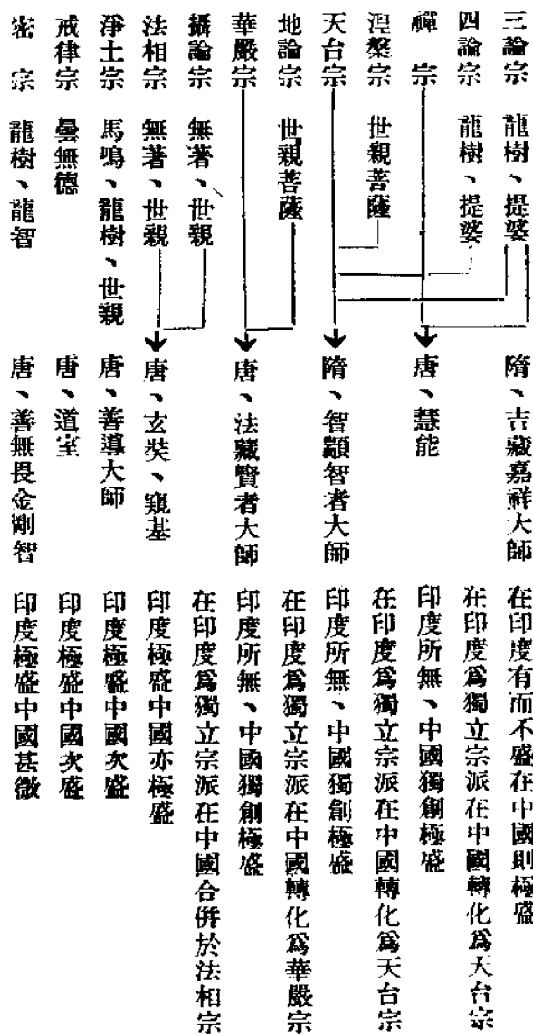 三論宗 龍樹、提婆 隋、吉藏嘉祥大師 在印度有而不盛在中國則極盛
四論宗 龍樹、提婆 在印度爲獨立宗派在中國轉化爲天台宗
禪宗 唐、慧能 印度所無、中國獨創極盛
涅槃宗 世親菩薩 在印度爲獨立宗派在中國轉化爲天台宗
天台宗 隋、智顗智者大師 印度所無、中國獨創極盛
地論宗 世親菩薩 在印度爲獨立宗派在中國轉化爲華嚴宗
華嚴宗 唐、法藏賢者大師 印度所無、中國獨創極盛
攝論宗 無著、世親 在印度爲獨立宗派在中國合併於法相宗
法相宗 無著、世親 唐、玄奘、窺基 印度極盛中國亦極盛
淨土宗 馬鳴、龍樹、世親 唐、善導大師 印度極盛中國次盛
戒律宗 曇無德 唐、道室 印度極盛中國次盛
密宗 龍樹、龍智 唐、善無畏金剛智 印度極盛中國甚微